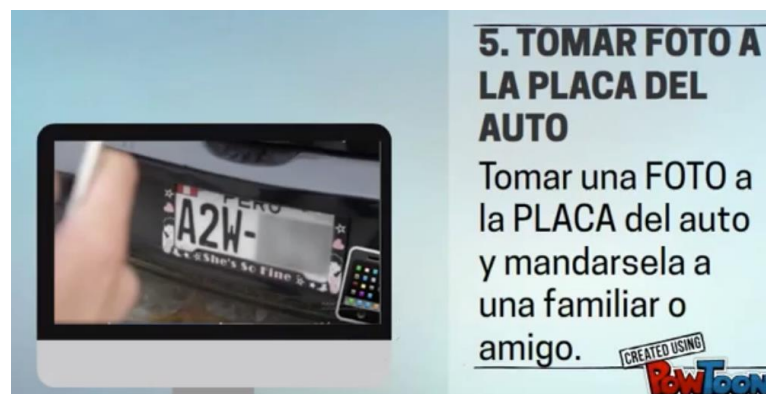 5. TOMAR FOTO A
LA PLACA DEL
AUTO
Tomar una FOTO a
la PLACA del auto
y mandarsela a
una familiar o
amigo.
PERU
A2W-
She's So Fine
CREATED USING
POWTOON